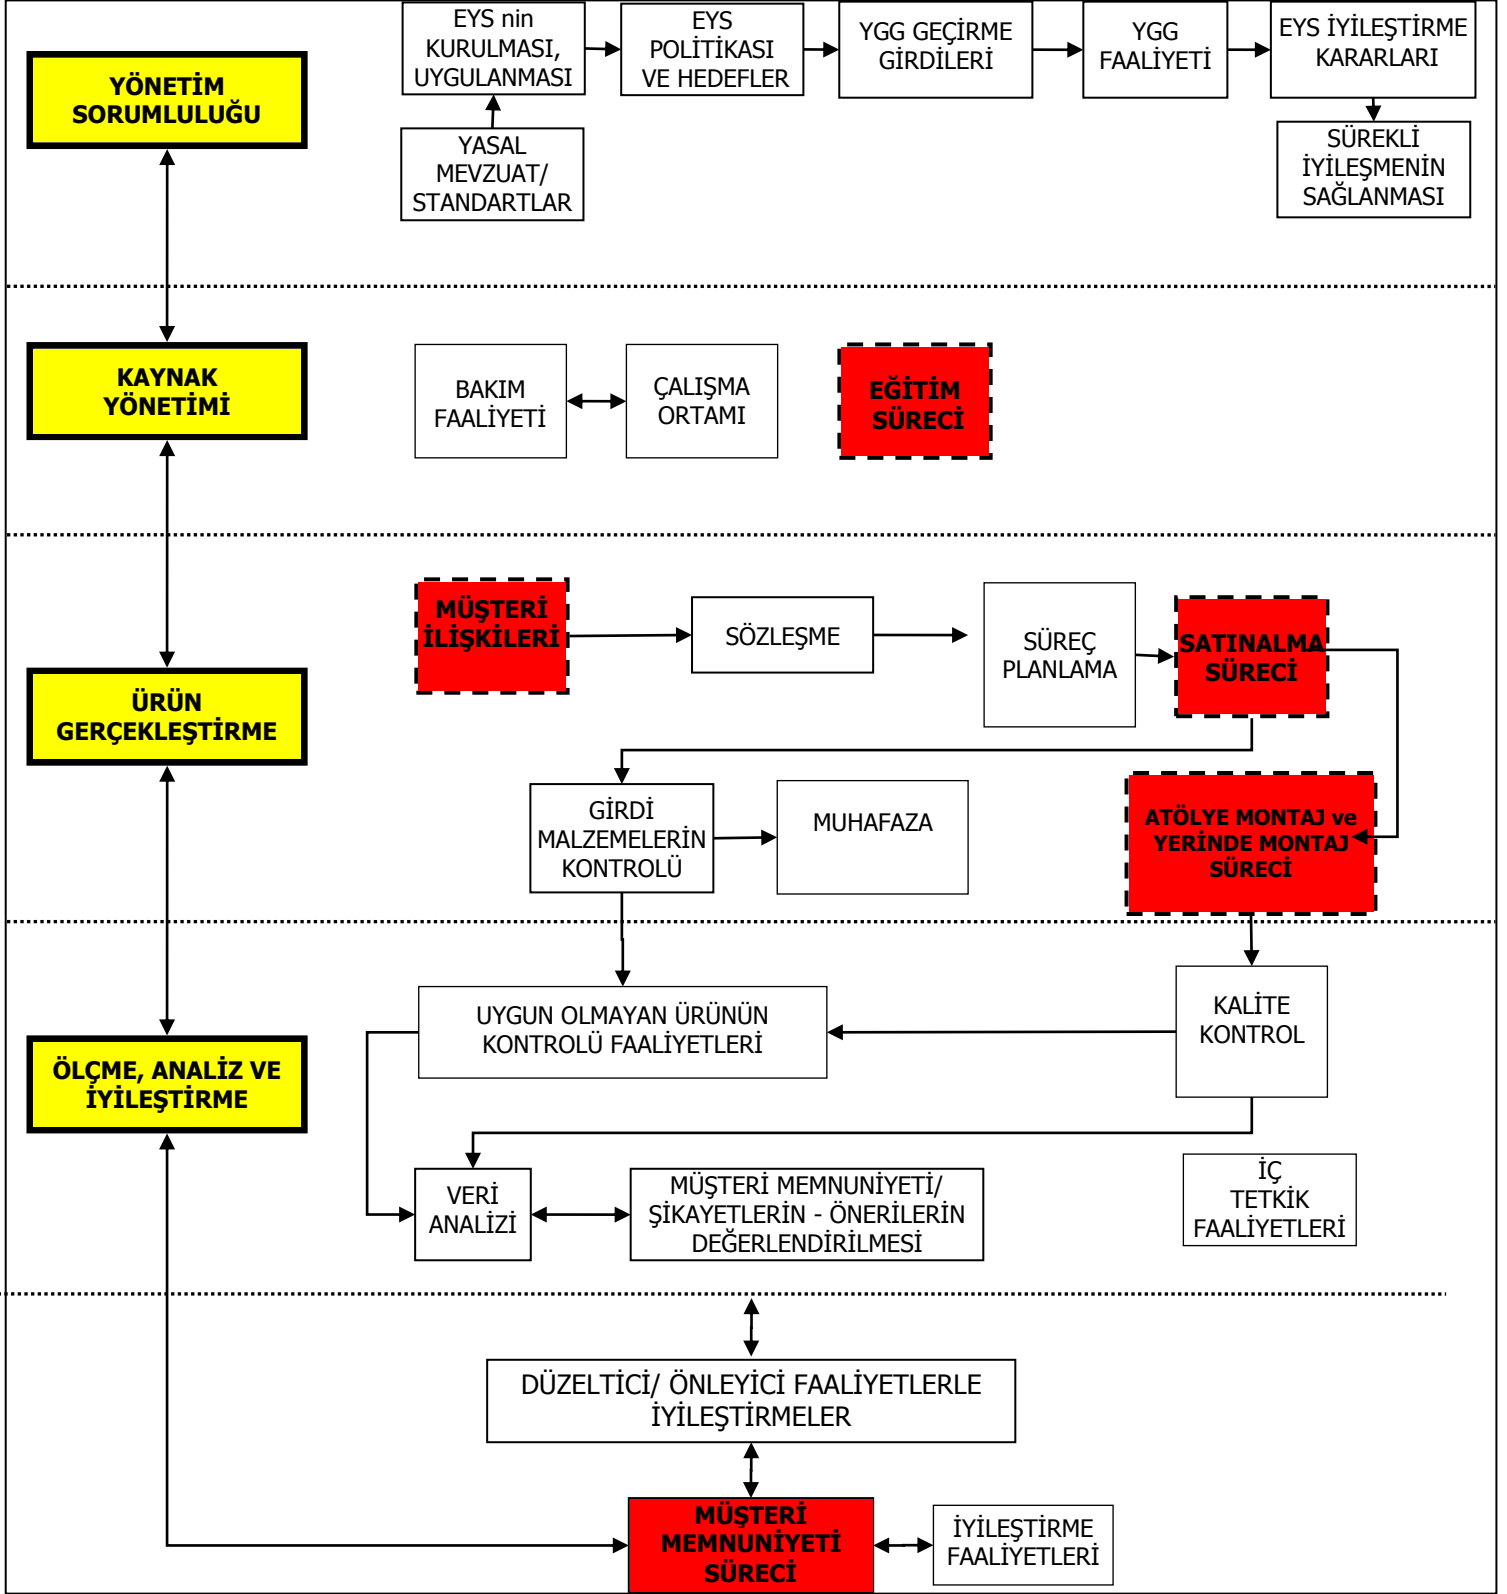 YÖNETİM
SORUMLULUĞU
EYS nin
KURULMASI,
UYGULANMASI
EYS
POLİTİKASI
VE HEDEFLER
YGG GEÇİRME
GİRDİLERİ
YGG
FAALİYETİ
EYS İYİLEŞTİRME
KARARLARI
YASAL
MEVZUAT/
STANDARTLAR
SÜREKLİ
İYİLEŞMENİN
SAĞLANMASI
KAYNAK
YÖNETİMİ
BAKIM
FAALİYETİ
ÇALIŞMA
ORTAMI
EĞİTİM
SÜRECİ
ÜRÜN
GERÇEKLEŞTİRME
MÜŞTERİ
İLİŞKİLERİ
SÖZLEŞME
SÜREÇ
PLANLAMA
SATINALMA
SÜRECİ
GİRDİ
MALZEMELERİN
KONTROLÜ
MUHAFAZA
ATÖLYE MONTAJ ve
YERİNDE MONTAJ
SÜRECİ
ÖLÇME, ANALİZ VE
İYİLEŞTİRME
UYGUN OLMAYAN ÜRÜNÜN
KONTROLÜ FAALİYETLERİ
KALİTE
KONTROL
VERİ
ANALİZİ
MÜŞTERİ MEMNUNİYETİ/
ŞİKAYETLERİN - ÖNERİLERİN
DEĞERLENDİRİLMESİ
İÇ
TETKİK
FAALİYETLERİ
DÜZELTİCİ/ ÖNLEYİCİ FAALİYETLERLE
İYİLEŞTİRMELER
MÜŞTERİ
MEMNUNİYETİ
SÜRECİ
İYİLEŞTİRME
FAALİYETLERİ